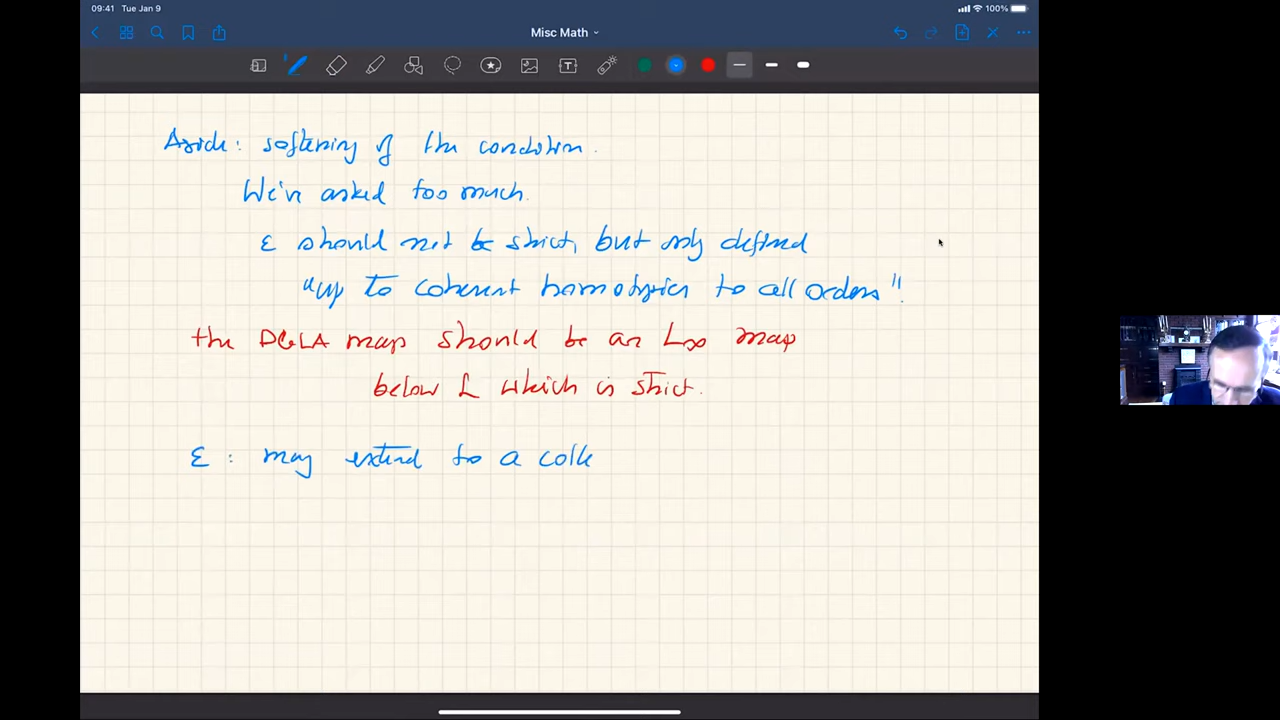 09:41 Tue Jan 9
100%
Misc Math
Aside: softening of the condition.
We've asked too much.
ε should not be strict, but only defined
"up to coherent homotopies to all orders".
the DGLA map should be an L∞ map
below L which is strict.
ε : may extend to a colle